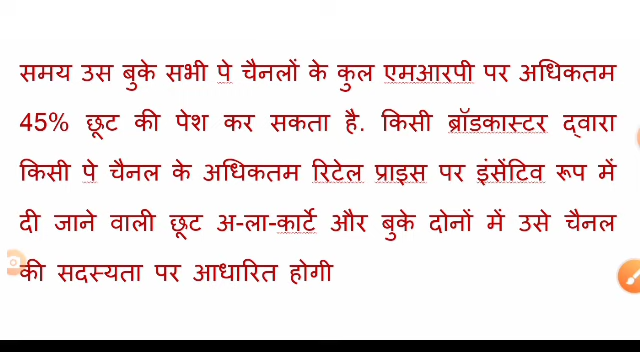 समय उस बुके सभी पे चैनलों के कुल एमआरपी पर अधिकतम
45% छूट की पेश कर सकता है. किसी ब्रॉडकास्टर द्वारा
किसी पे चैनल के अधिकतम रिटेल प्राइस पर इंसेंटिव रूप में
दी जाने वाली छूट अ-ला-कार्टे और बुके दोनों में उसे चैनल
की सदस्यता पर आधारित होगी